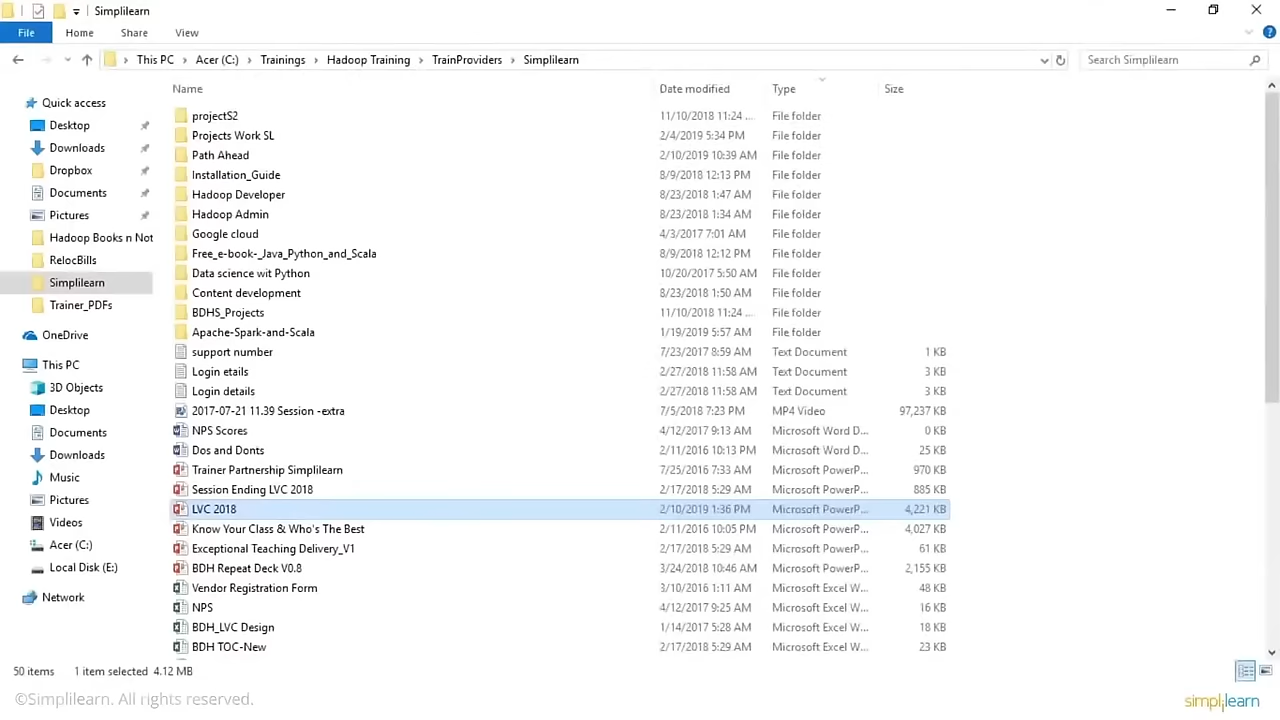 Simplilearn
File Home Share View
This PC Acer (C:) Trainings Hadoop Training TrainProviders Simplilearn Search Simplilearn
Name Date modified Type Size
Quick access
Desktop
Downloads
Dropbox
Documents
Pictures
Hadoop Books n Not
RelocBills
Simplilearn
Trainer_PDFs
OneDrive
This PC
3D Objects
Desktop
Documents
Downloads
Music
Pictures
Videos
Acer (C:)
Local Disk (E:)
Network
projectS2 11/10/2018 11:24 ... File folder
Projects Work SL 2/4/2019 5:34 PM File folder
Path Ahead 2/10/2019 10:39 AM File folder
Installation_Guide 8/9/2018 12:13 PM File folder
Hadoop Developer 8/23/2018 1:47 AM File folder
Hadoop Admin 8/23/2018 1:34 AM File folder
Google cloud 4/3/2017 7:01 AM File folder
Free_e-book-_Java_Python_and_Scala 8/9/2018 12:12 PM File folder
Data science wit Python 10/20/2017 5:50 AM File folder
Content development 8/23/2018 1:50 AM File folder
BDHS_Projects 11/10/2018 11:24 ... File folder
Apache-Spark-and-Scala 1/19/2019 5:57 AM File folder
support number 7/23/2017 8:59 AM Text Document 1 KB
Login etails 2/27/2018 11:58 AM Text Document 3 KB
Login details 2/27/2018 11:58 AM Text Document 3 KB
2017-07-21 11.39 Session -extra 7/5/2018 7:23 PM MP4 Video 97,237 KB
NPS Scores 4/12/2017 9:13 AM Microsoft Word D... 0 KB
Dos and Donts 2/11/2016 10:13 PM Microsoft Word D... 25 KB
Trainer Partnership Simplilearn 7/25/2016 7:33 AM Microsoft PowerP... 970 KB
Session Ending LVC 2018 2/17/2018 5:29 AM Microsoft PowerP... 885 KB
LVC 2018 2/10/2019 1:36 PM Microsoft PowerP... 4,221 KB
Know Your Class & Who's The Best 2/11/2016 10:05 PM Microsoft PowerP... 4,027 KB
Exceptional Teaching Delivery_V1 2/17/2018 5:29 AM Microsoft PowerP... 61 KB
BDH Repeat Deck V0.8 3/24/2018 10:46 AM Microsoft PowerP... 2,155 KB
Vendor Registration Form 3/10/2016 1:11 AM Microsoft Excel W... 48 KB
NPS 4/12/2017 9:25 AM Microsoft Excel W... 16 KB
BDH_LVC Design 1/14/2017 5:28 AM Microsoft Excel W... 18 KB
BDH TOC-New 2/17/2018 5:29 AM Microsoft Excel W... 23 KB
50 items 1 item selected 4.12 MB
©Simplilearn. All rights reserved.
simplilearn